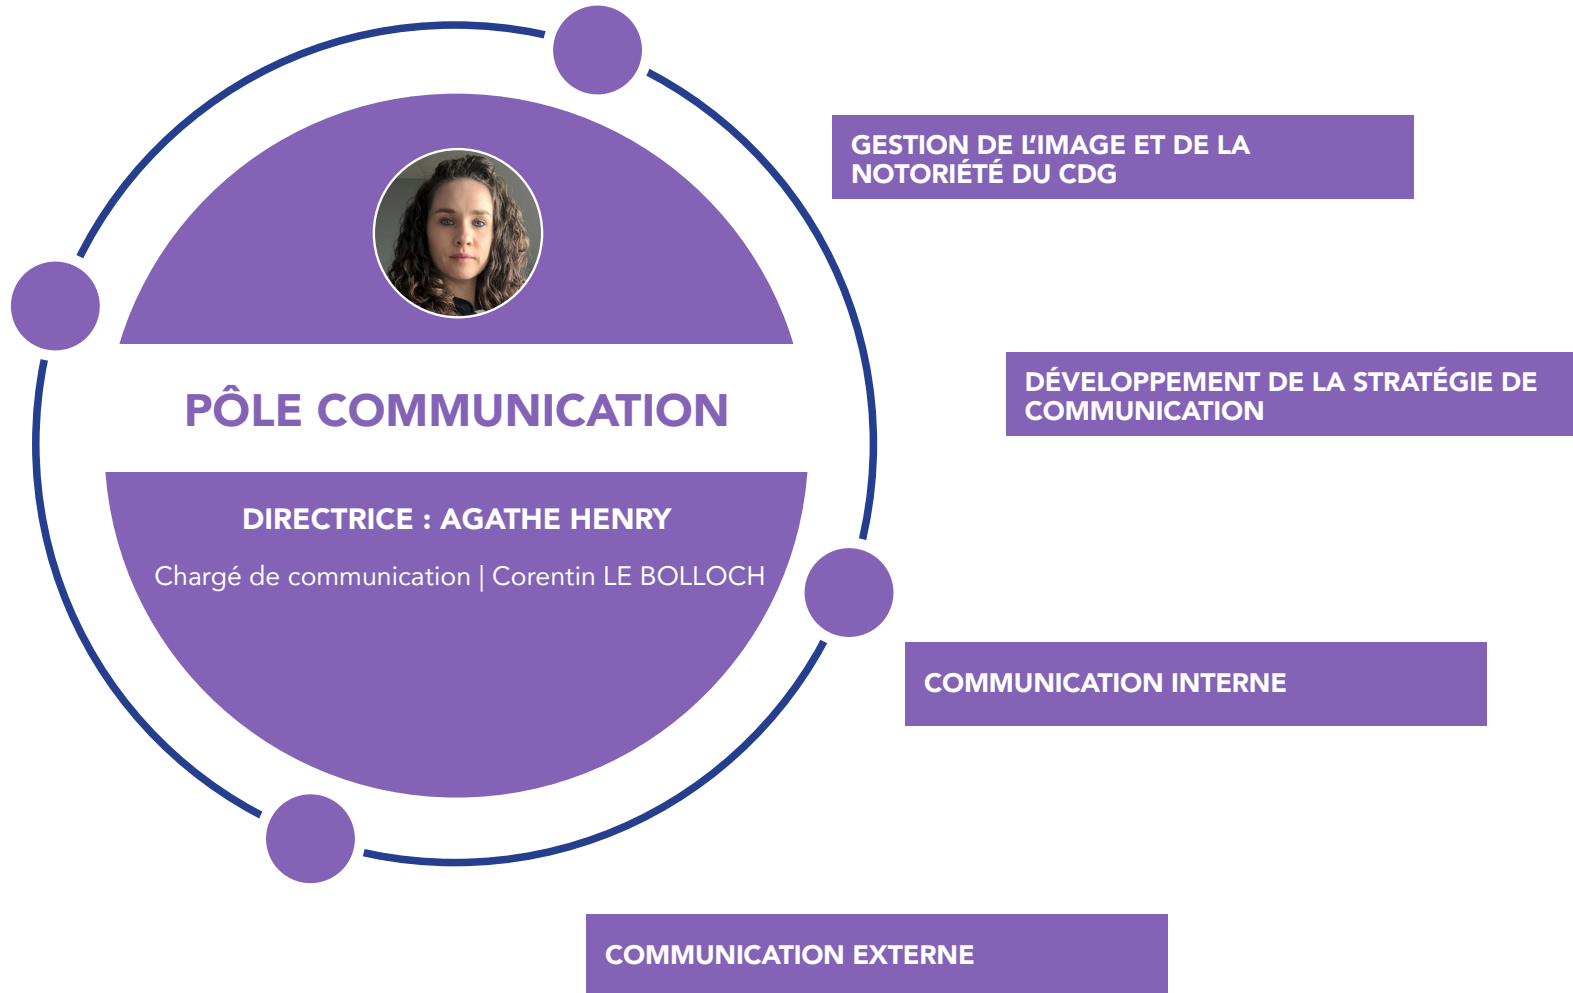 GESTION DE L'IMAGE ET DE LA
NOTORIÉTÉ DU CDG
DÉVELOPPEMENT DE LA STRATÉGIE DE
COMMUNICATION
PÔLE COMMUNICATION
DIRECTRICE : AGATHE HENRY
Chargé de communication | Corentin LE BOLLOCH
COMMUNICATION INTERNE
COMMUNICATION EXTERNE